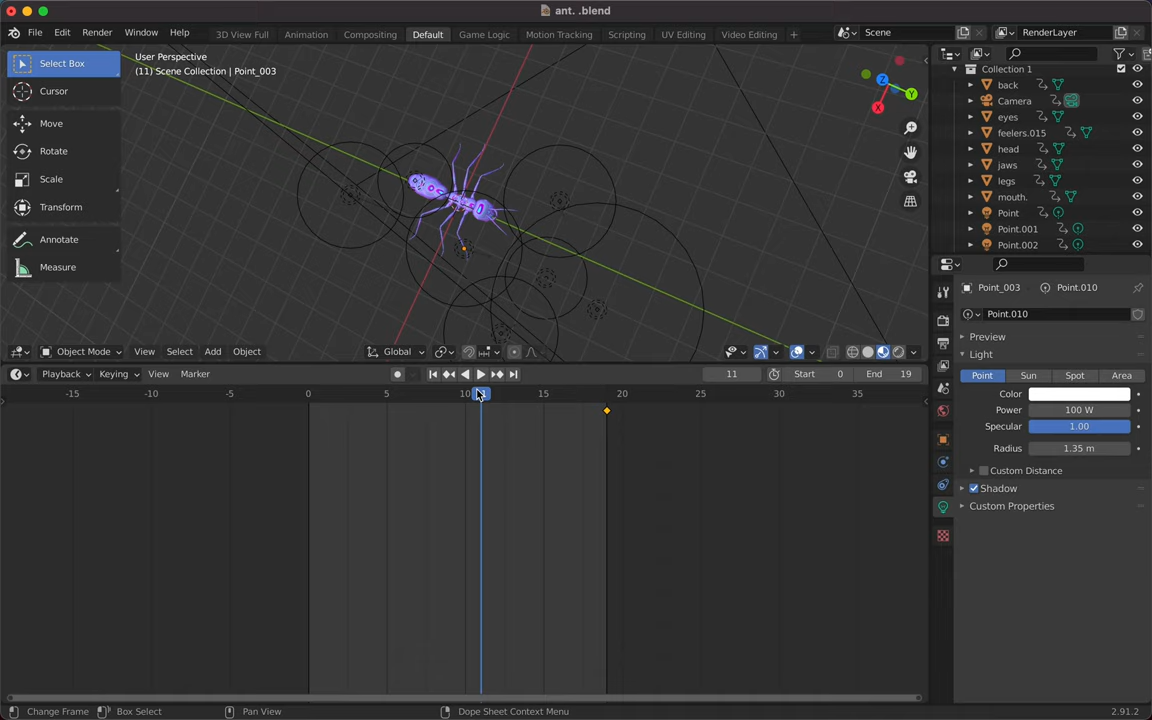 ant. .blend
File Edit Render Window Help
3D View Full Animation Compositing Default Game Logic Motion Tracking Scripting UV Editing Video Editing +
Scene RenderLayer
Select Box
Cursor
Move
Rotate
Scale
Transform
Annotate
Measure
User Perspective
(11) Scene Collection | Point_003
Z
Y
X
Collection 1
back
Camera
eyes
feelers.015
head
jaws
legs
mouth.
Point
Point.001
Point.002
Object Mode View Select Add Object Global
Playback Keying View Marker 11 Start 0 End 19
-15 -10 -5 0 5 10 15 20 25 30 35
Point_003 Point.010
Point.010
Preview
Light
Point Sun Spot Area
Color
Power 100 W
Specular 1.00
Radius 1.35 m
Custom Distance
Shadow
Custom Properties
Change Frame Box Select Pan View Dope Sheet Context Menu 2.91.2